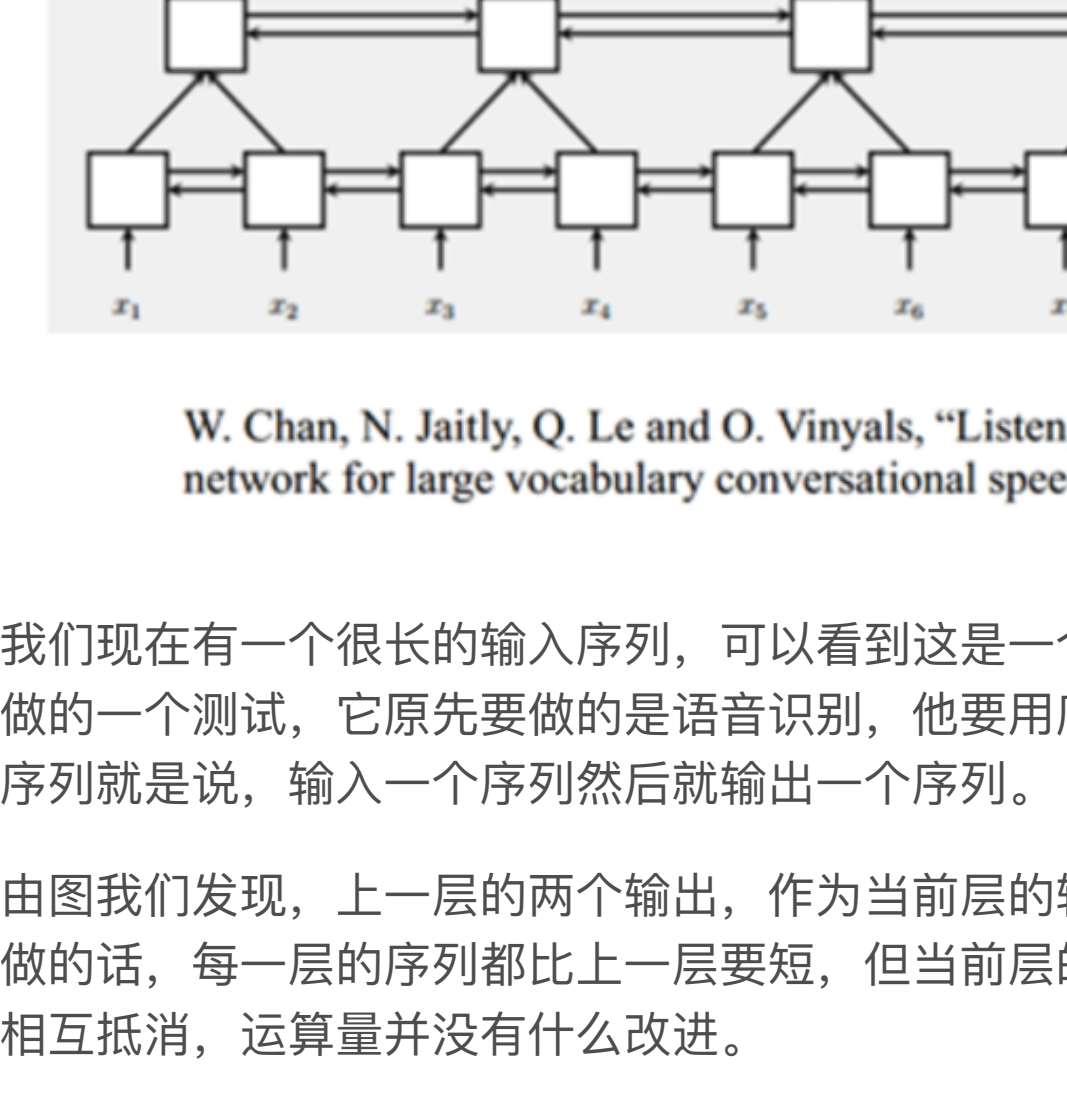 x₁ x₂ x₃ x₄ x₅ x₆
W. Chan, N. Jaitly, Q. Le and O. Vinyals, “Listen
network for large vocabulary conversational spee
我们现在有一个很长的输入序列，可以看到这是一
做的一个测试，它原先要做的是语音识别，他要用
序列就是说，输入一个序列然后就输出一个序列。
由图我们发现，上一层的两个输出，作为当前层的
做的话，每一层的序列都比上一层要短，但当前层
相互抵消，运算量并没有什么改进。